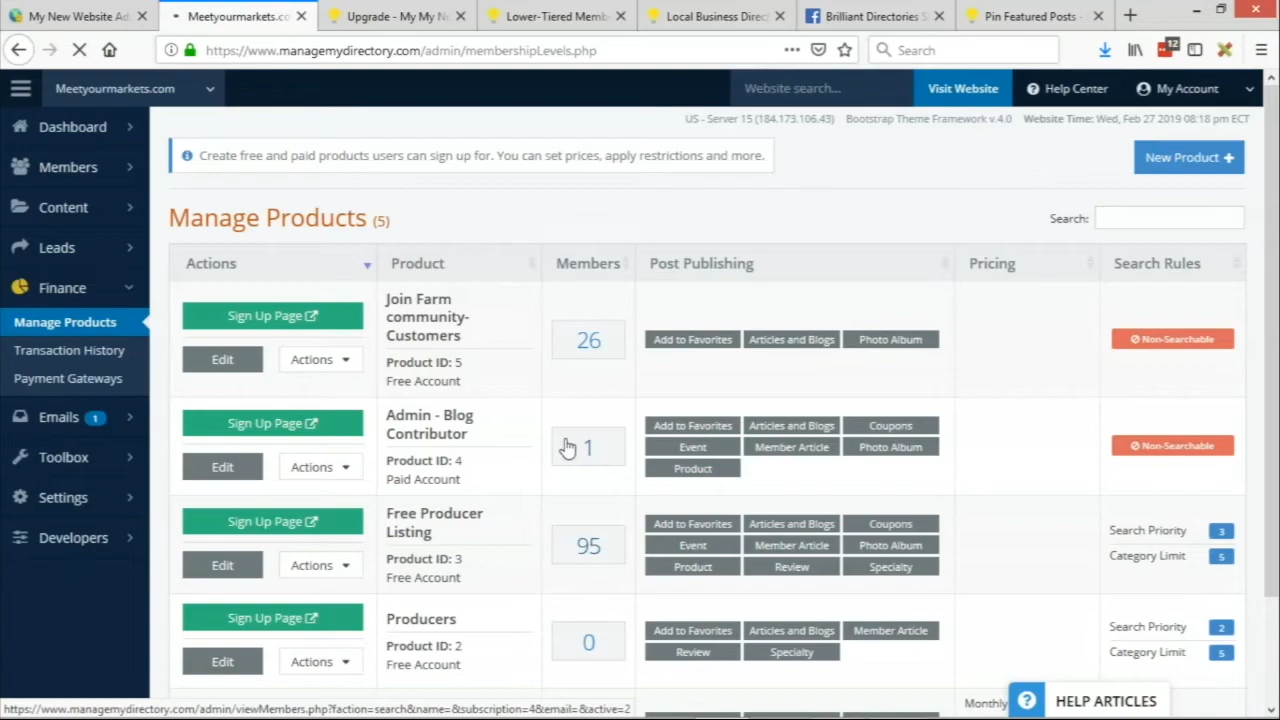 My New Website Ad
Meetyourmarkets.co
Upgrade - My My N
Lower-Tiered Memb
Local Business Direc
Brilliant Directories S
Pin Featured Posts -
https://www.managemydirectory.com/admin/membershipLevels.php
Search
12
Meetyourmarkets.com
Website search...
Visit Website
Help Center
My Account
US - Server 15 (184.173.106.43) Bootstrap Theme Framework v.4.0 Website Time: Wed, Feb 27 2019 08:18 pm ECT
Dashboard
Members
Content
Leads
Finance
Manage Products
Transaction History
Payment Gateways
Emails 1
Toolbox
Settings
Developers
Create free and paid products users can sign up for. You can set prices, apply restrictions and more.
New Product
Manage Products (5)
Search:
Actions
Product
Members
Post Publishing
Pricing
Search Rules
Sign Up Page
Edit
Actions
Join Farm
community-
Customers
Product ID: 5
Free Account
26
Add to Favorites
Articles and Blogs
Photo Album
Non-Searchable
Sign Up Page
Edit
Actions
Admin - Blog
Contributor
Product ID: 4
Paid Account
1
Add to Favorites
Articles and Blogs
Coupons
Event
Member Article
Photo Album
Product
Non-Searchable
Sign Up Page
Edit
Actions
Free Producer
Listing
Product ID: 3
Free Account
95
Add to Favorites
Articles and Blogs
Coupons
Event
Member Article
Photo Album
Product
Review
Specialty
Search Priority 3
Category Limit 5
Sign Up Page
Edit
Actions
Producers
Product ID: 2
Free Account
0
Add to Favorites
Articles and Blogs
Member Article
Review
Specialty
Search Priority 2
Category Limit 5
Monthly
HELP ARTICLES
https://www.managemydirectory.com/admin/viewMembers.php?faction=search&name=&subscription=4&email=&active=2